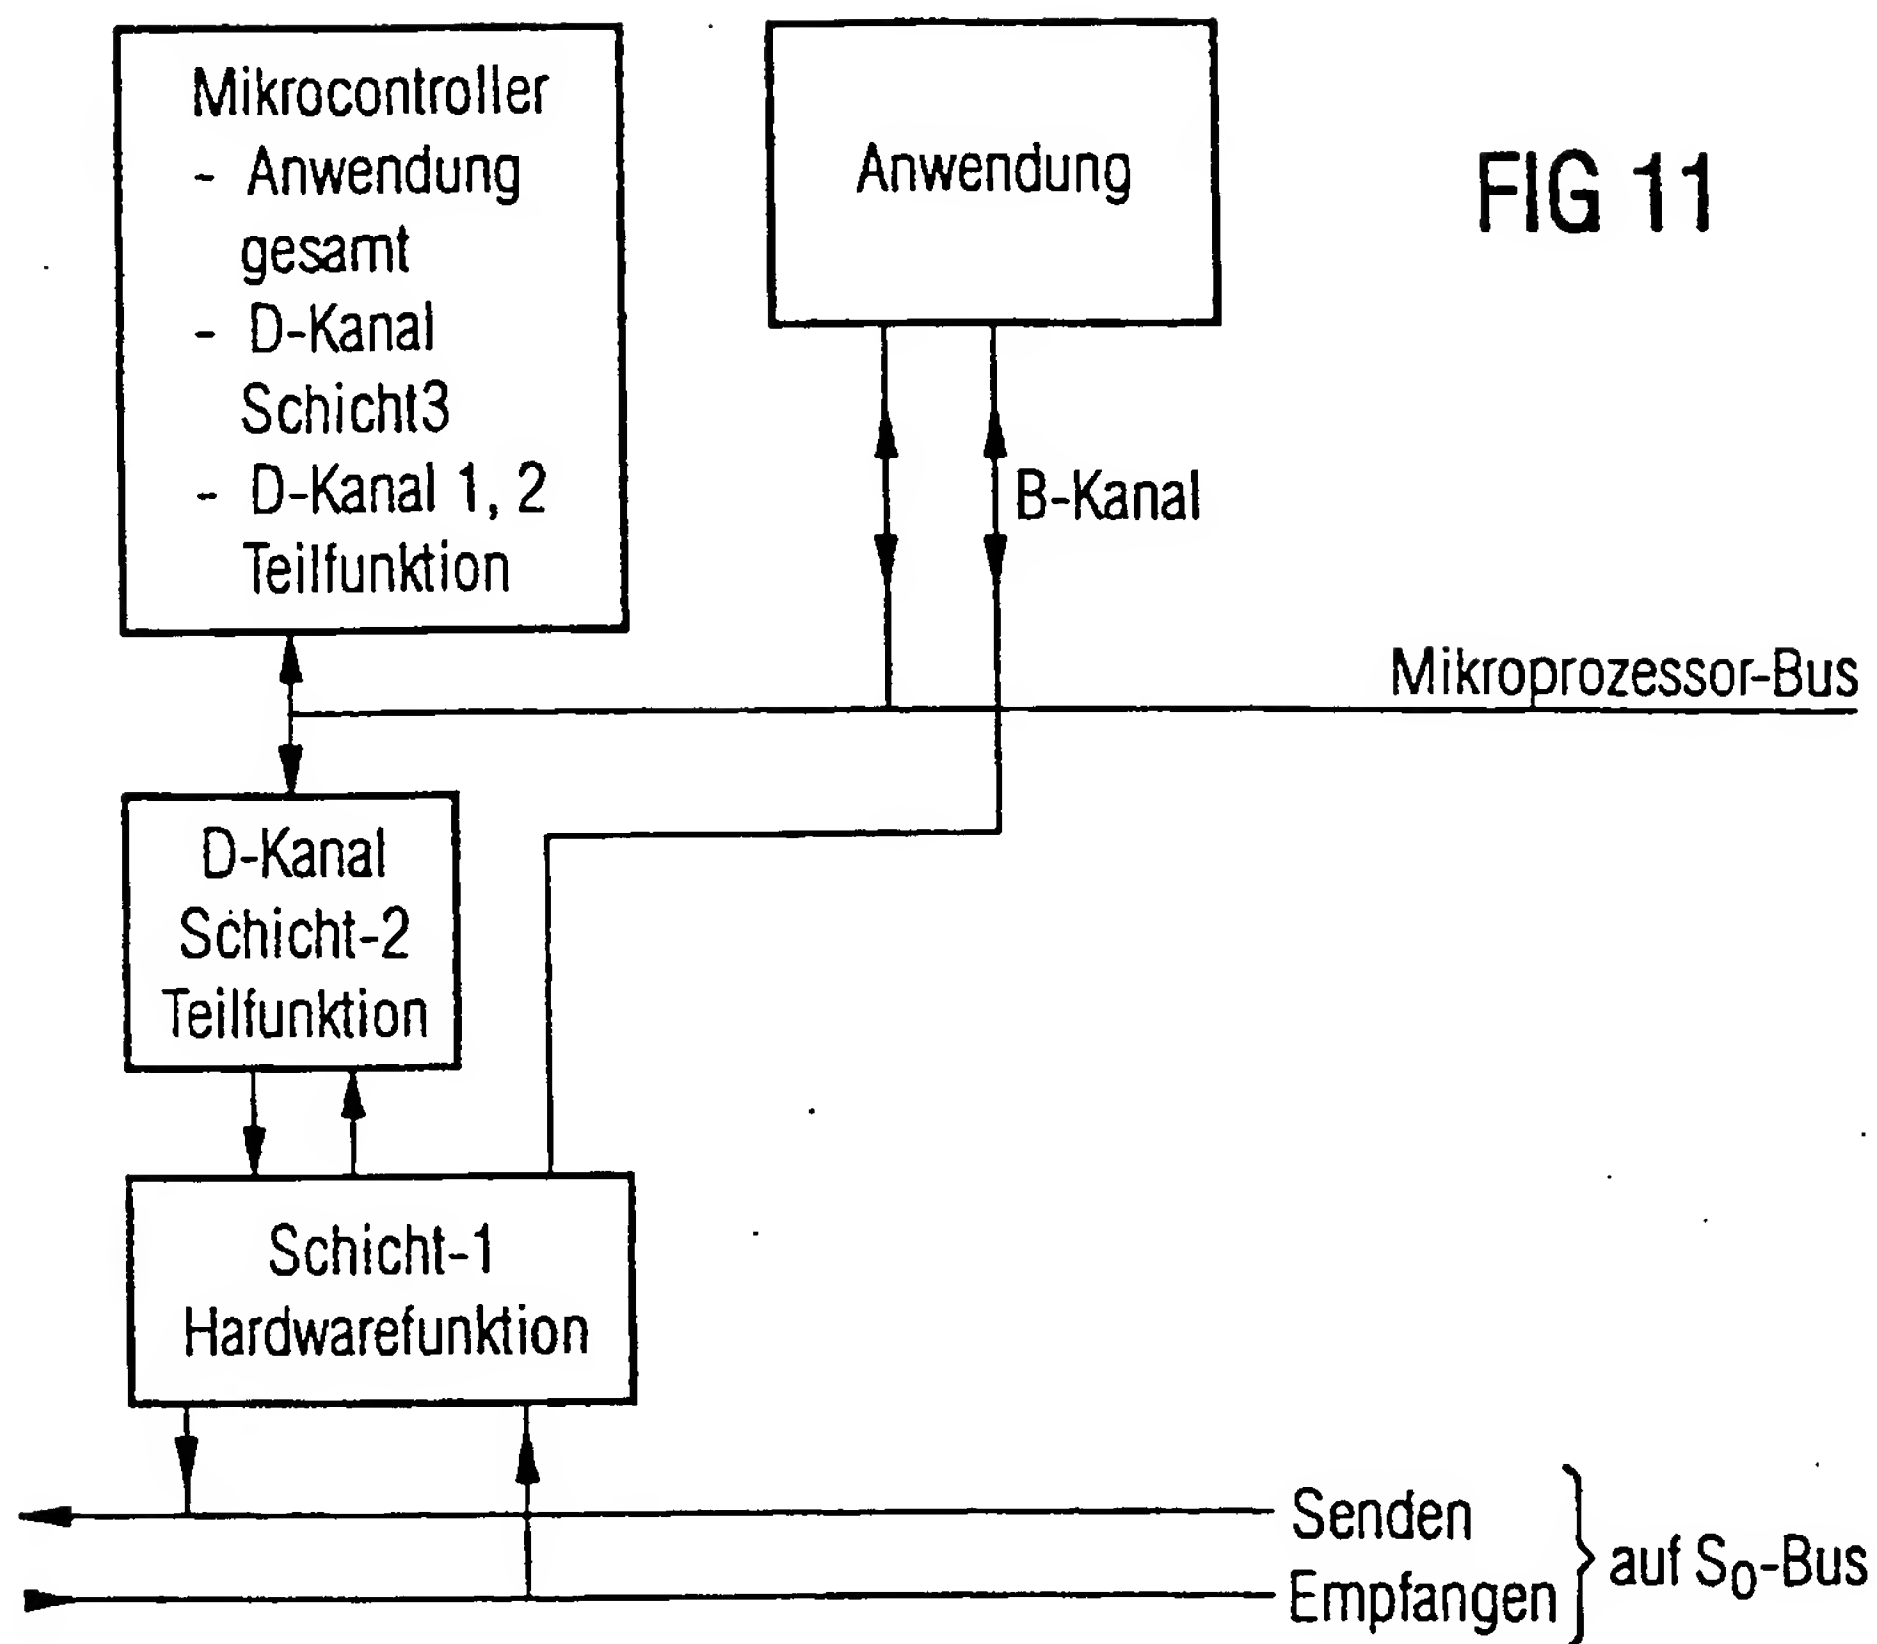 Mikrocontroller
- Anwendung
gesamt
- D-Kanal
Schicht3
- D-Kanal 1, 2
Teilfunktion
Anwendung
FIG 11
B-Kanal
Mikroprozessor-Bus
D-Kanal
Schicht-2
Teilfunktion
Schicht-1
Hardwarefunktion
Senden
Empfangen
auf S0-Bus